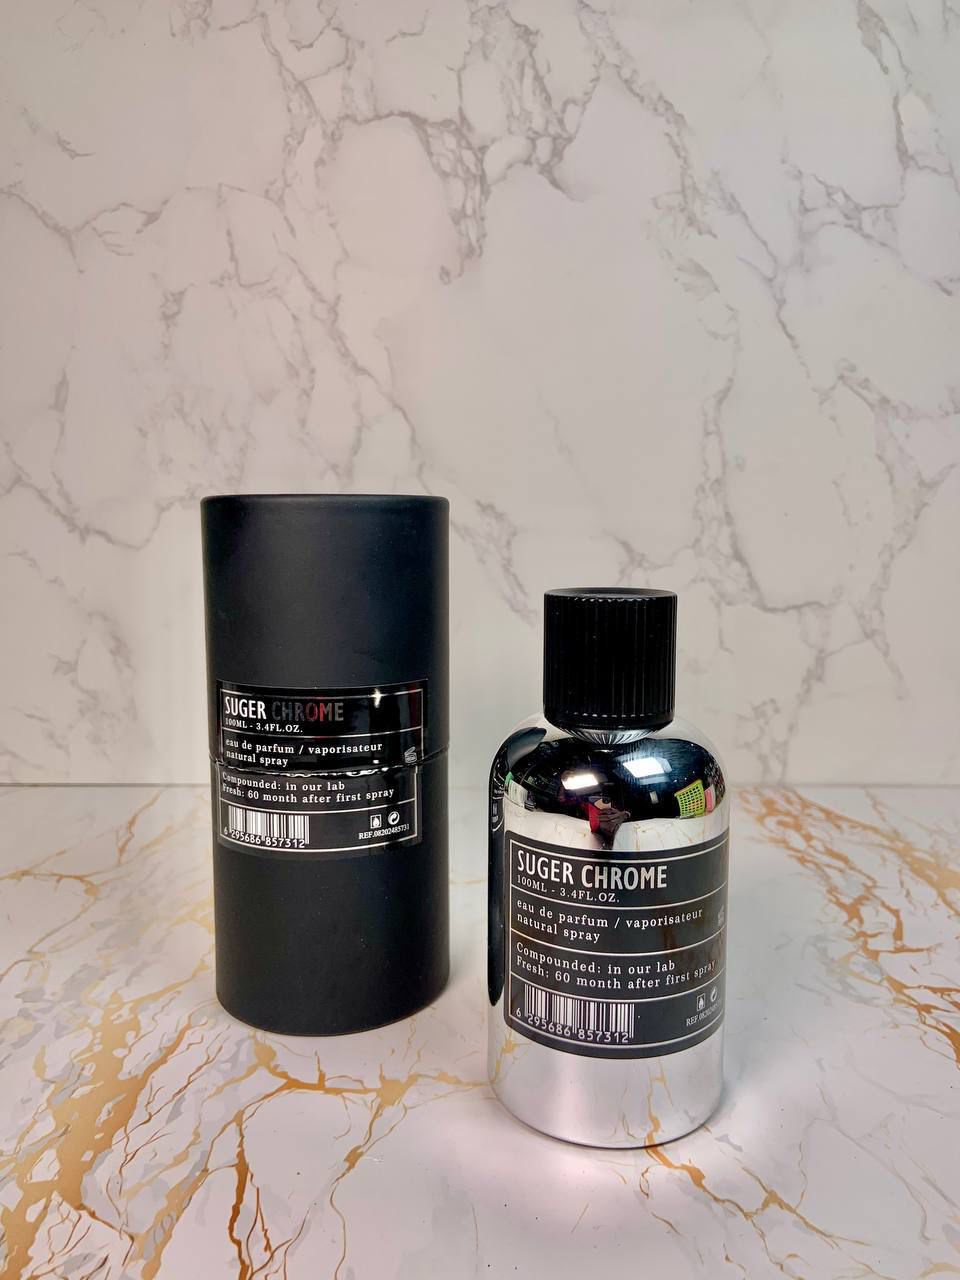 SUGER CHROME
100ML - 3.4FL.OZ.
eau de parfum / vaporisateur
natural spray
Compounded: in our lab
Fresh: 60 month after first spray
6 295686 857312
REF.08202485731
SUGER CHROME
100ML - 3.4FL.OZ.
eau de parfum / vaporisateur
natural spray
Compounded: in our lab
Fresh: 60 month after first spray
6 295686 857312